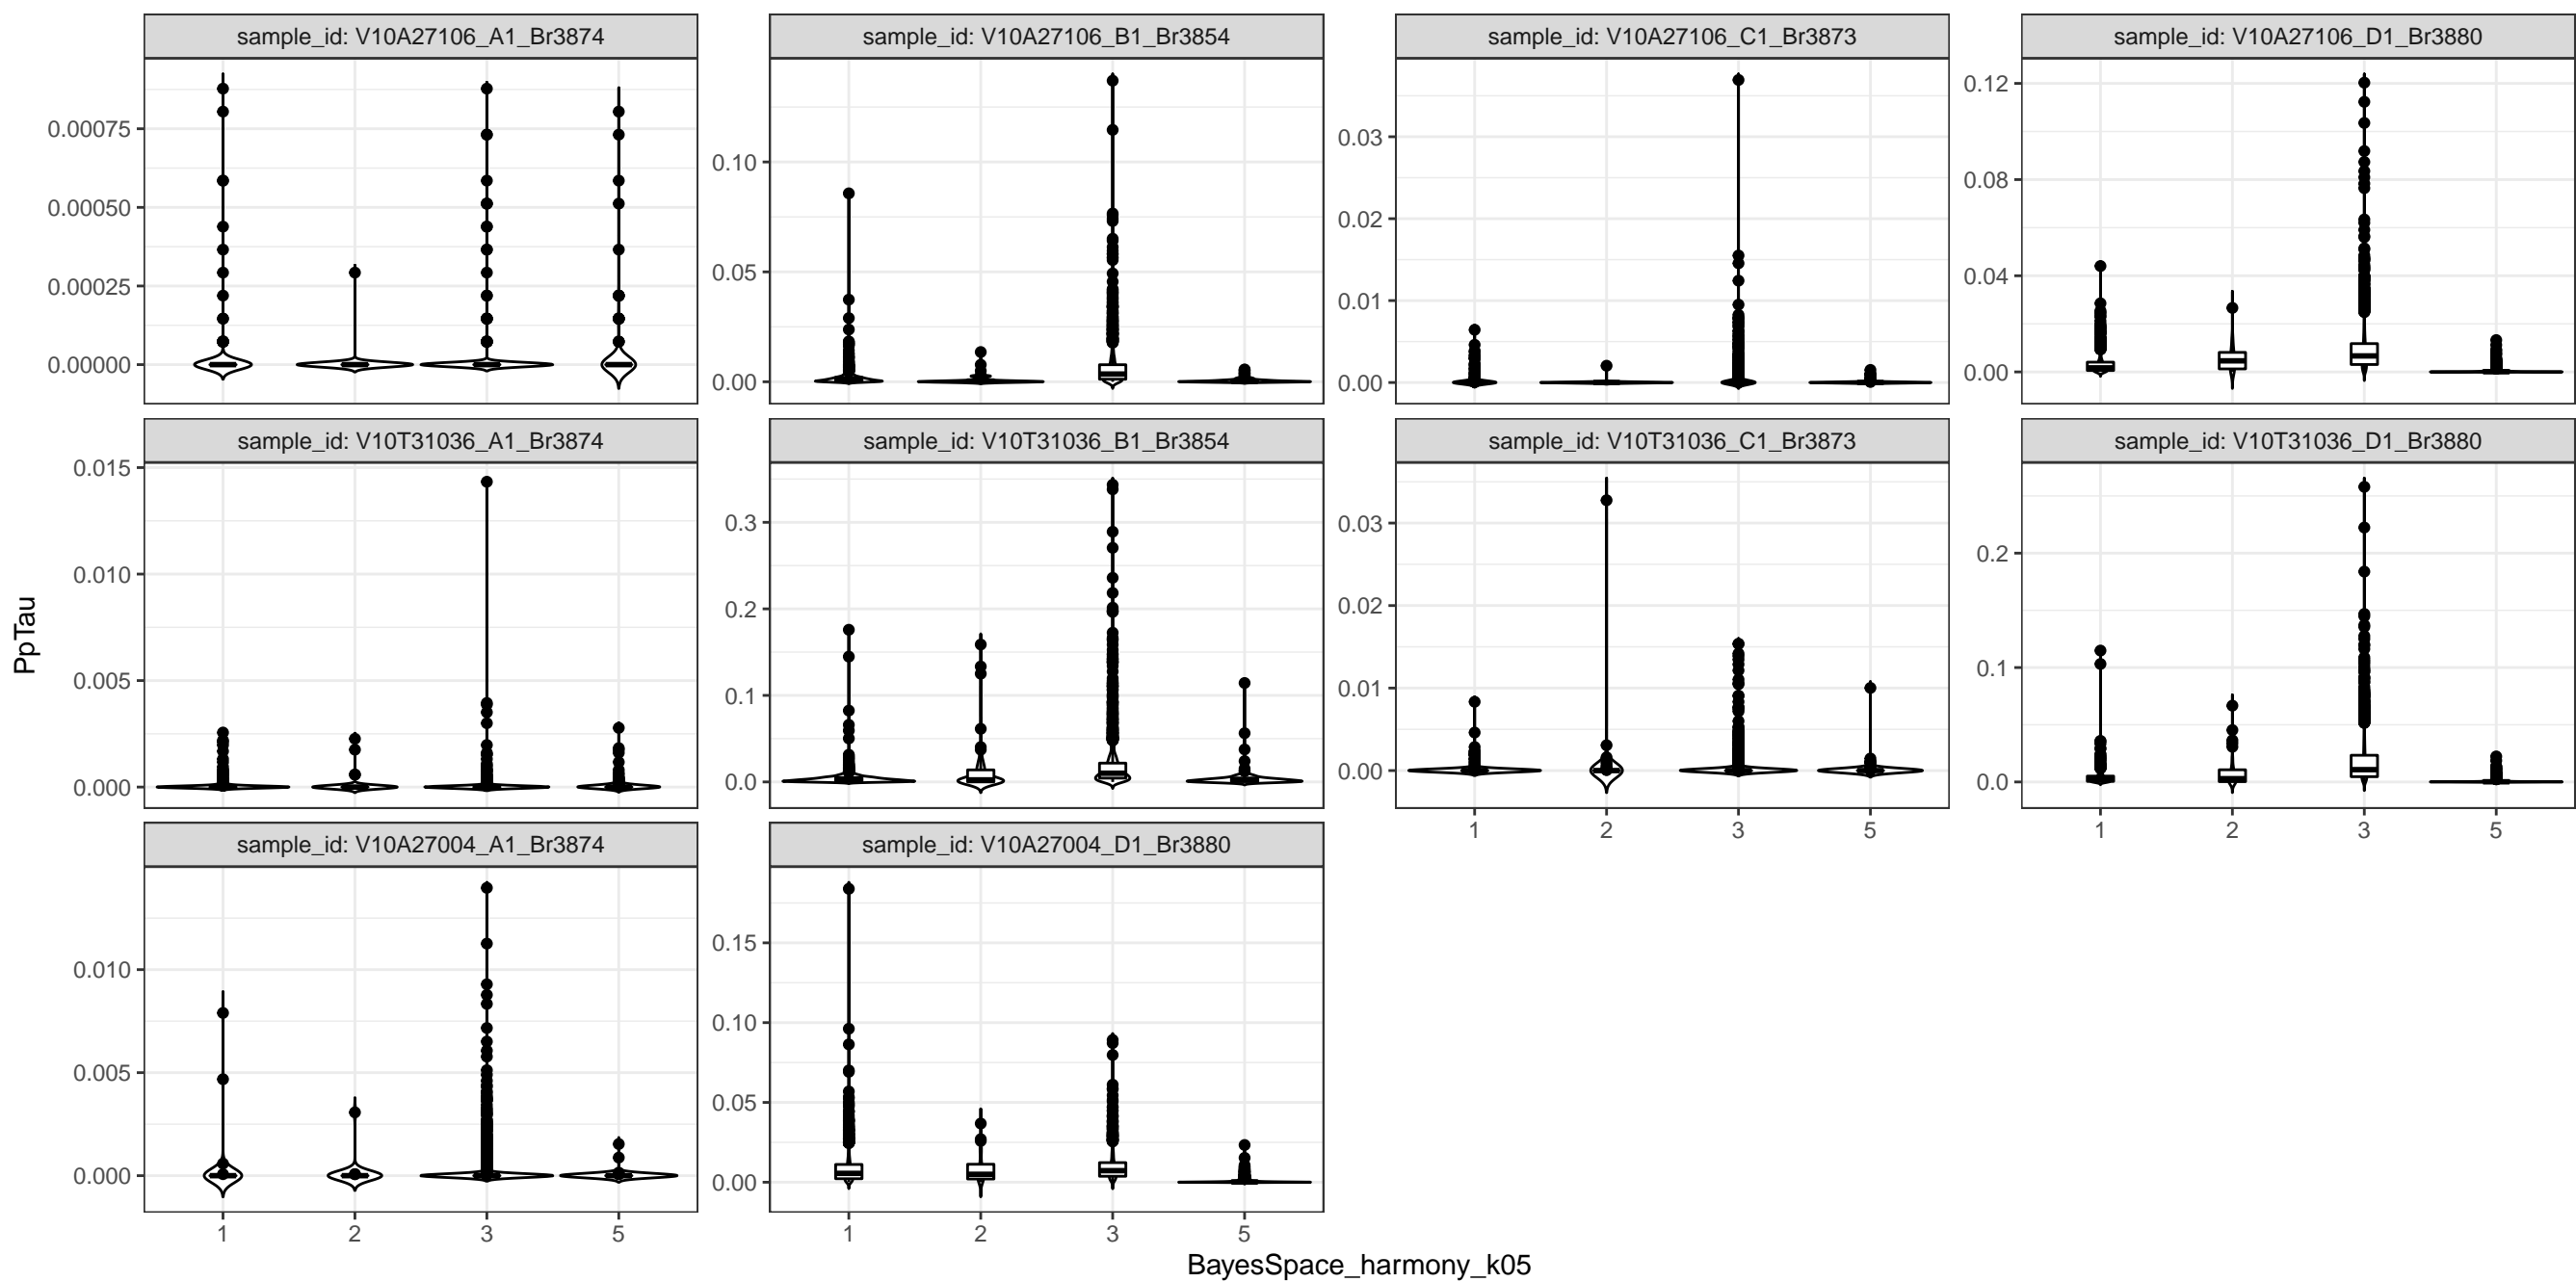 sample_id: V10A27106_A1_Br3874
sample_id: V10A27106_B1_Br3854
sample_id: V10A27106_C1_Br3873
sample_id: V10A27106_D1_Br3880
0.00075
0.00050
0.00025
0.00000
0.10
0.05
0.00
0.03
0.02
0.01
0.00
0.12
0.08
0.04
0.00
sample_id: V10T31036_A1_Br3874
sample_id: V10T31036_B1_Br3854
sample_id: V10T31036_C1_Br3873
sample_id: V10T31036_D1_Br3880
0.015
0.010
0.005
0.000
0.3
0.2
0.1
0.0
0.03
0.02
0.01
0.00
1 2 3 5
0.2
0.1
0.0
1 2 3 5
sample_id: V10A27004_A1_Br3874
sample_id: V10A27004_D1_Br3880
0.010
0.005
0.000
1 2 3 5
0.15
0.10
0.05
0.00
1 2 3 5
PpTau
BayesSpace_harmony_k05